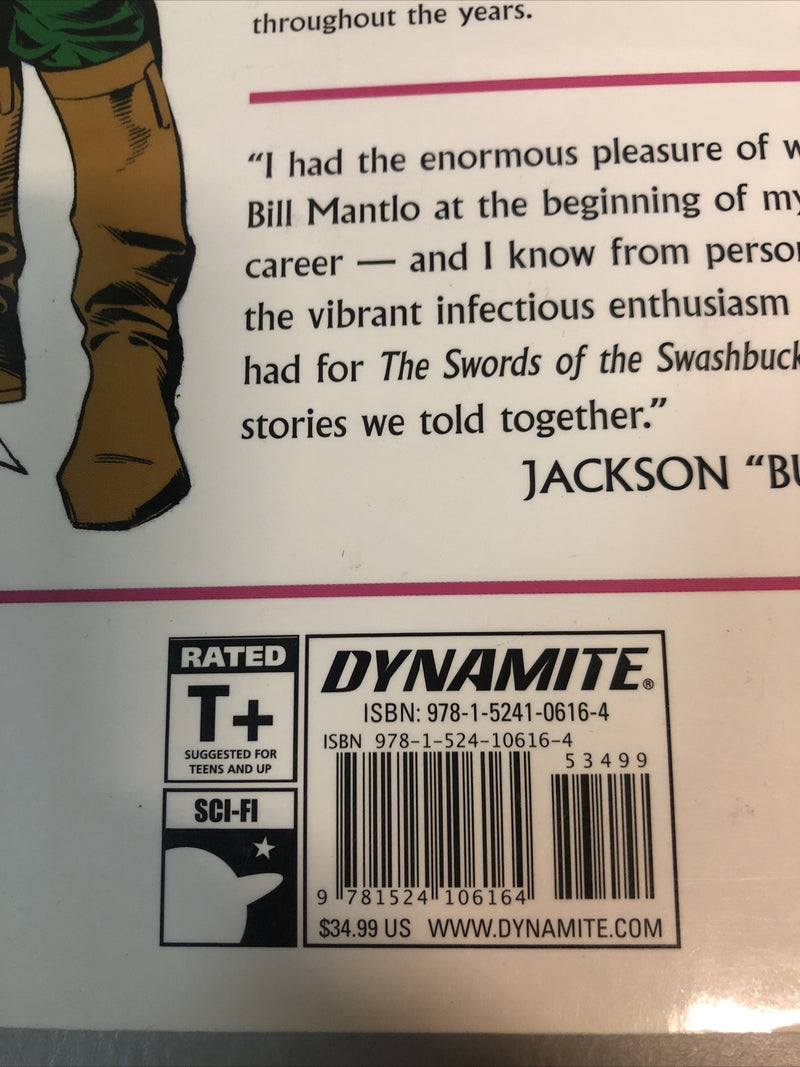 throughout the years.
“I had the enormous pleasure of
Bill Mantlo at the beginning of my
career — and I know from
the vibrant infectious enthusiasm
had for The Swords of the
stories we told together.”
JACKSON
RATED
T+
SUGGESTED FOR
TEENS AND UP
SCI-FI
DYNAMITE®
ISBN: 978-1-5241-0616-4
ISBN 978-1-524-10616-4
53499
9 781524 106164
$34.99 US WWW.DYNAMITE.COM